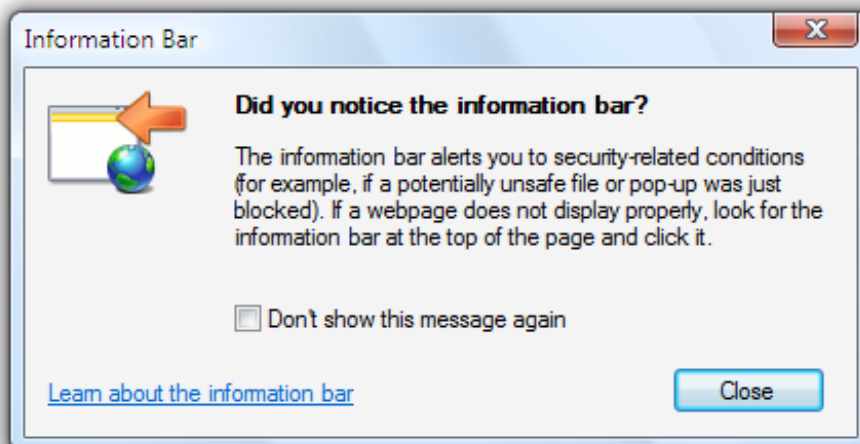 Information Bar
Did you notice the information bar?
The information bar alerts you to security-related conditions
(for example, if a potentially unsafe file or pop-up was just
blocked). If a webpage does not display properly, look for the
information bar at the top of the page and click it.
Don't show this message again
Learn about the information bar
Close